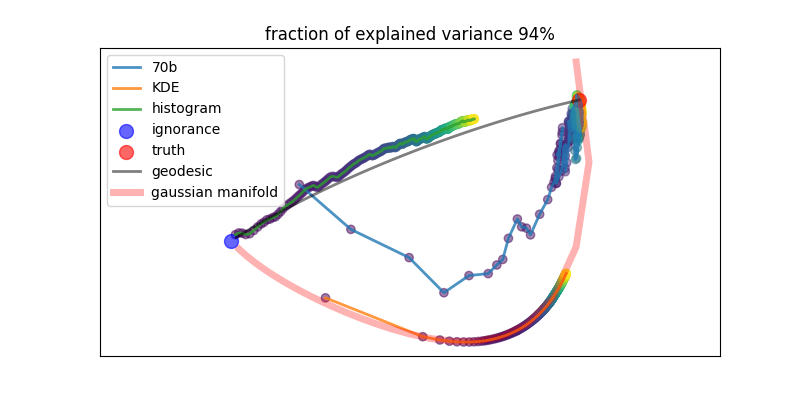 fraction of explained variance 94%
70b
KDE
histogram
ignorance
truth
geodesic
gaussian manifold